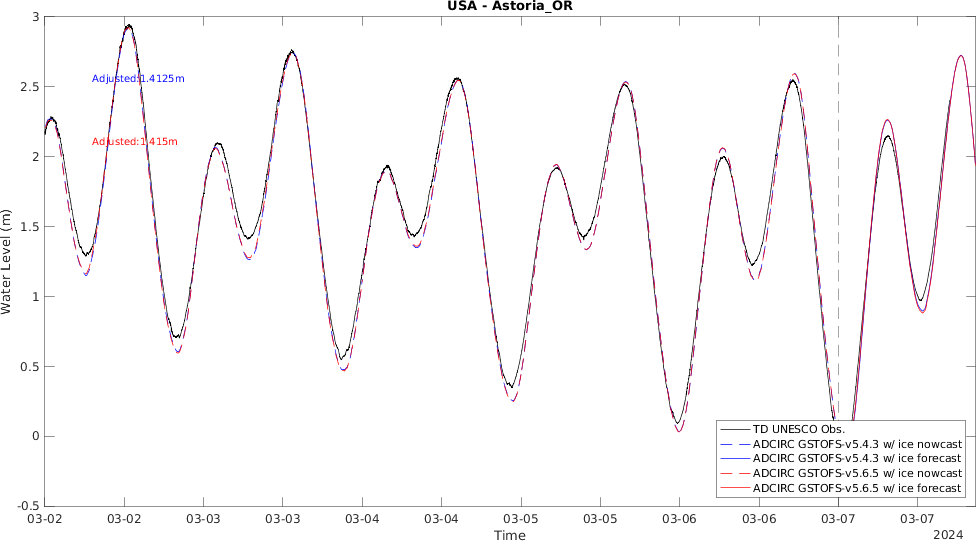 USA - Astoria_OR
3
2.5
2
1.5
1
0.5
0
-0.5
Water Level (m)
Adjusted:1.4125m
Adjusted:1.415m
TD UNESCO Obs.
ADCIRC GSTOFS-v5.4.3 w/ ice nowcast
ADCIRC GSTOFS-v5.4.3 w/ ice forecast
ADCIRC GSTOFS-v5.6.5 w/ ice nowcast
ADCIRC GSTOFS-v5.6.5 w/ ice forecast
03-02 03-02 03-03 03-03 03-04 03-04 03-05 03-05 03-06 03-06 03-07 03-07
Time
2024